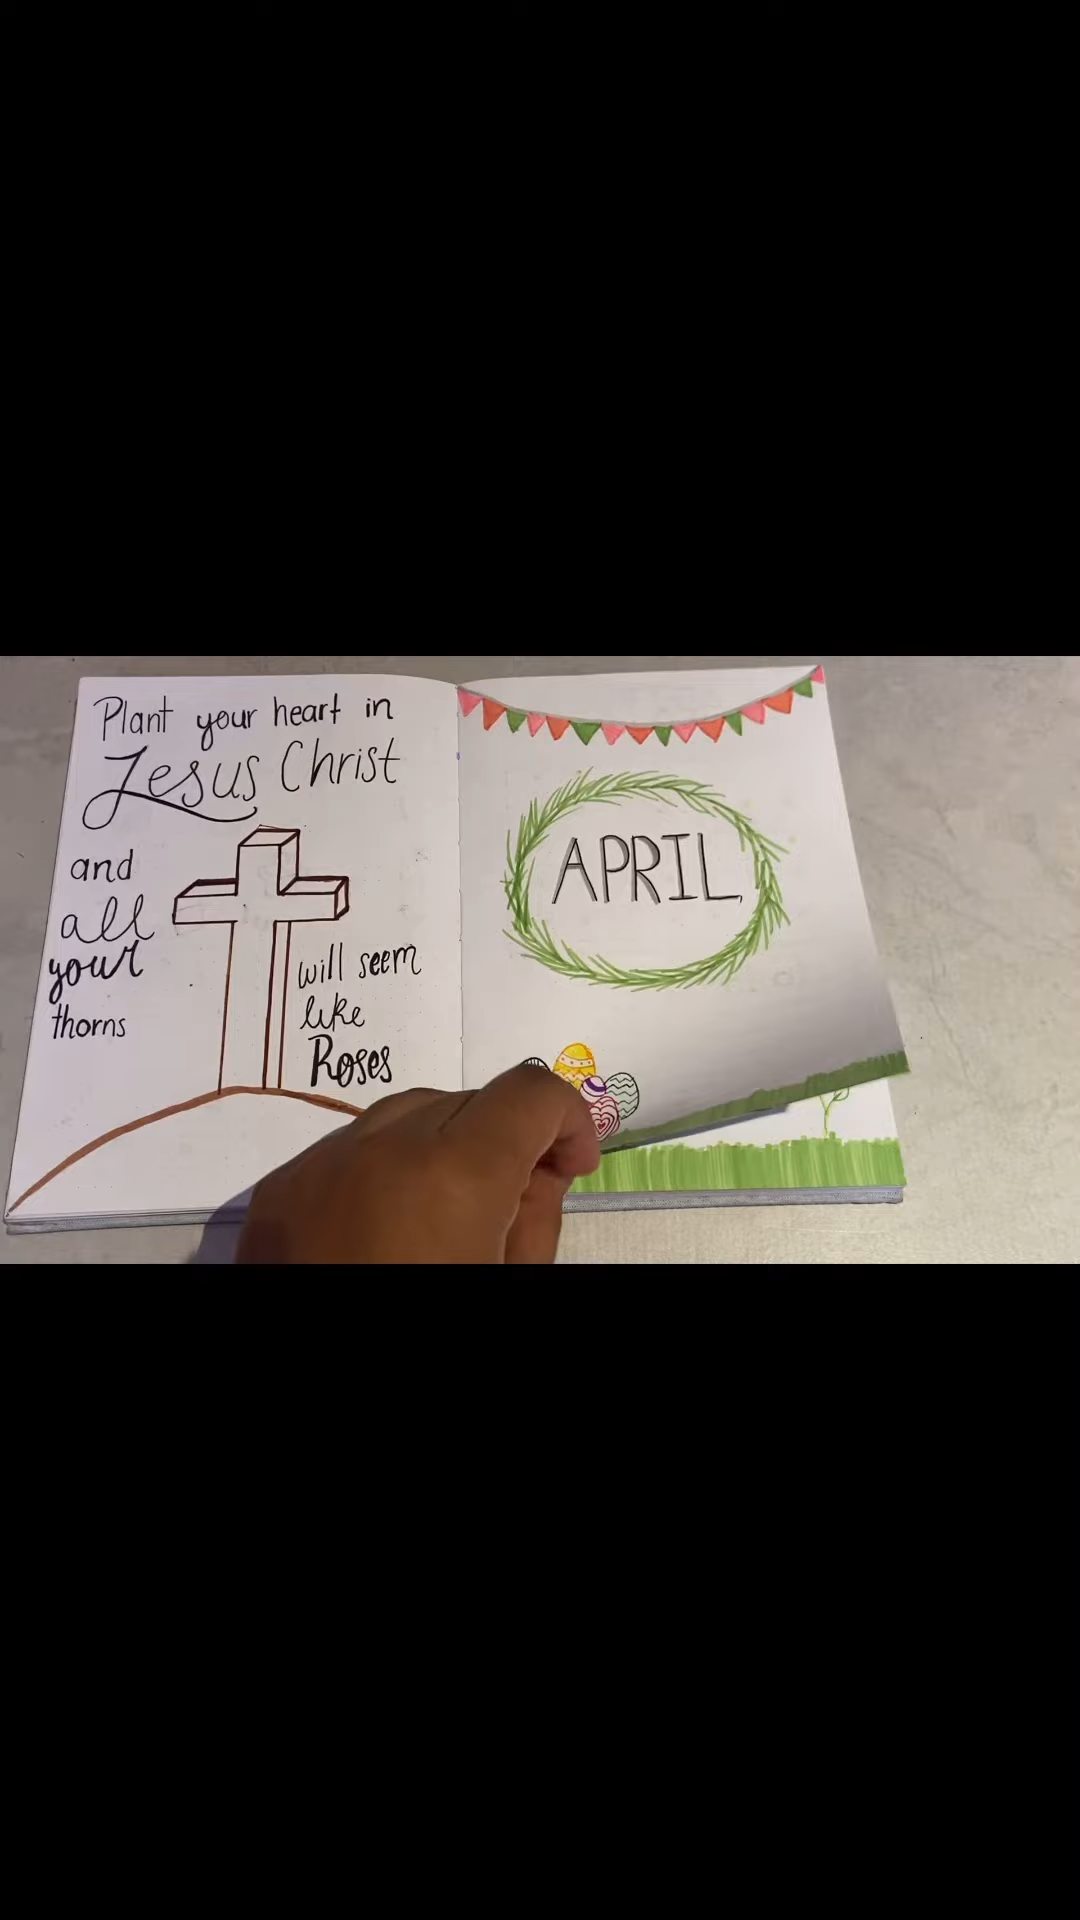 Plant your heart in
Jesus Christ
and
all
your
thorns
will seem
like
Roses
APRIL